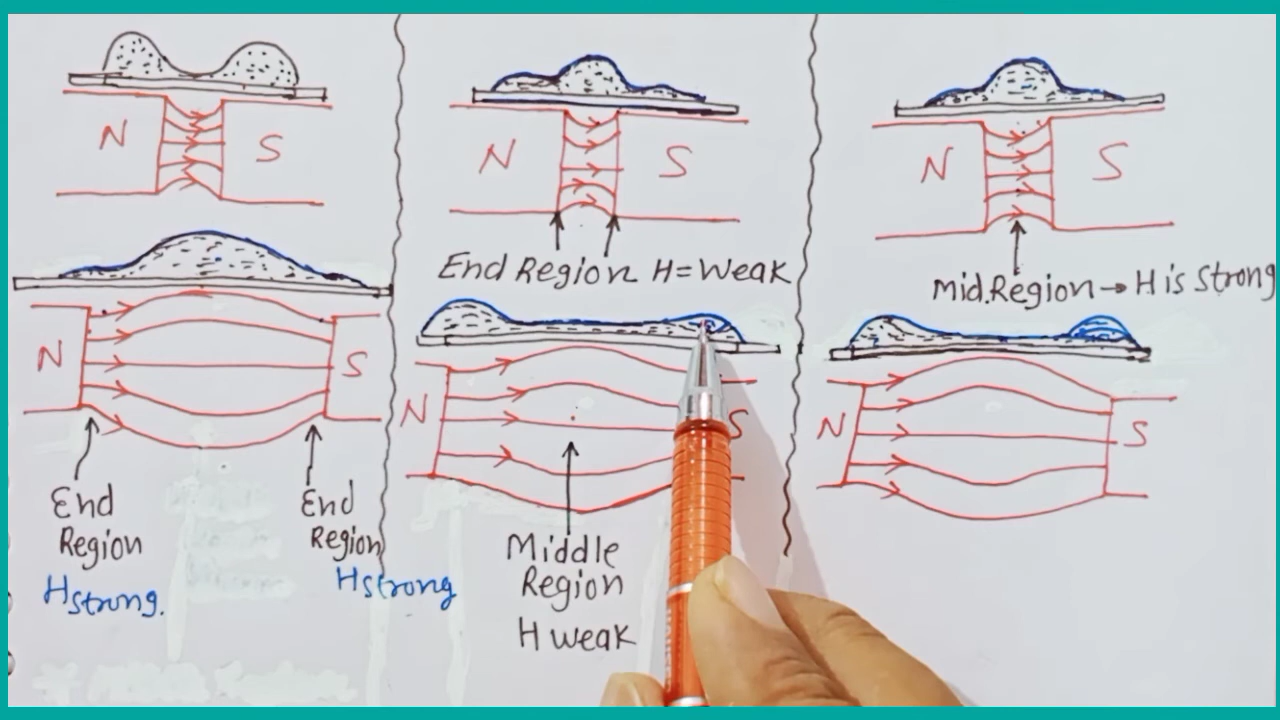 N S
N S
End
Region
Hstrong.
End
Region
Hstrong
N S
End Region H=Weak
N S
Middle
Region
H weak
N S
Mid.Region→H is Strong
N S